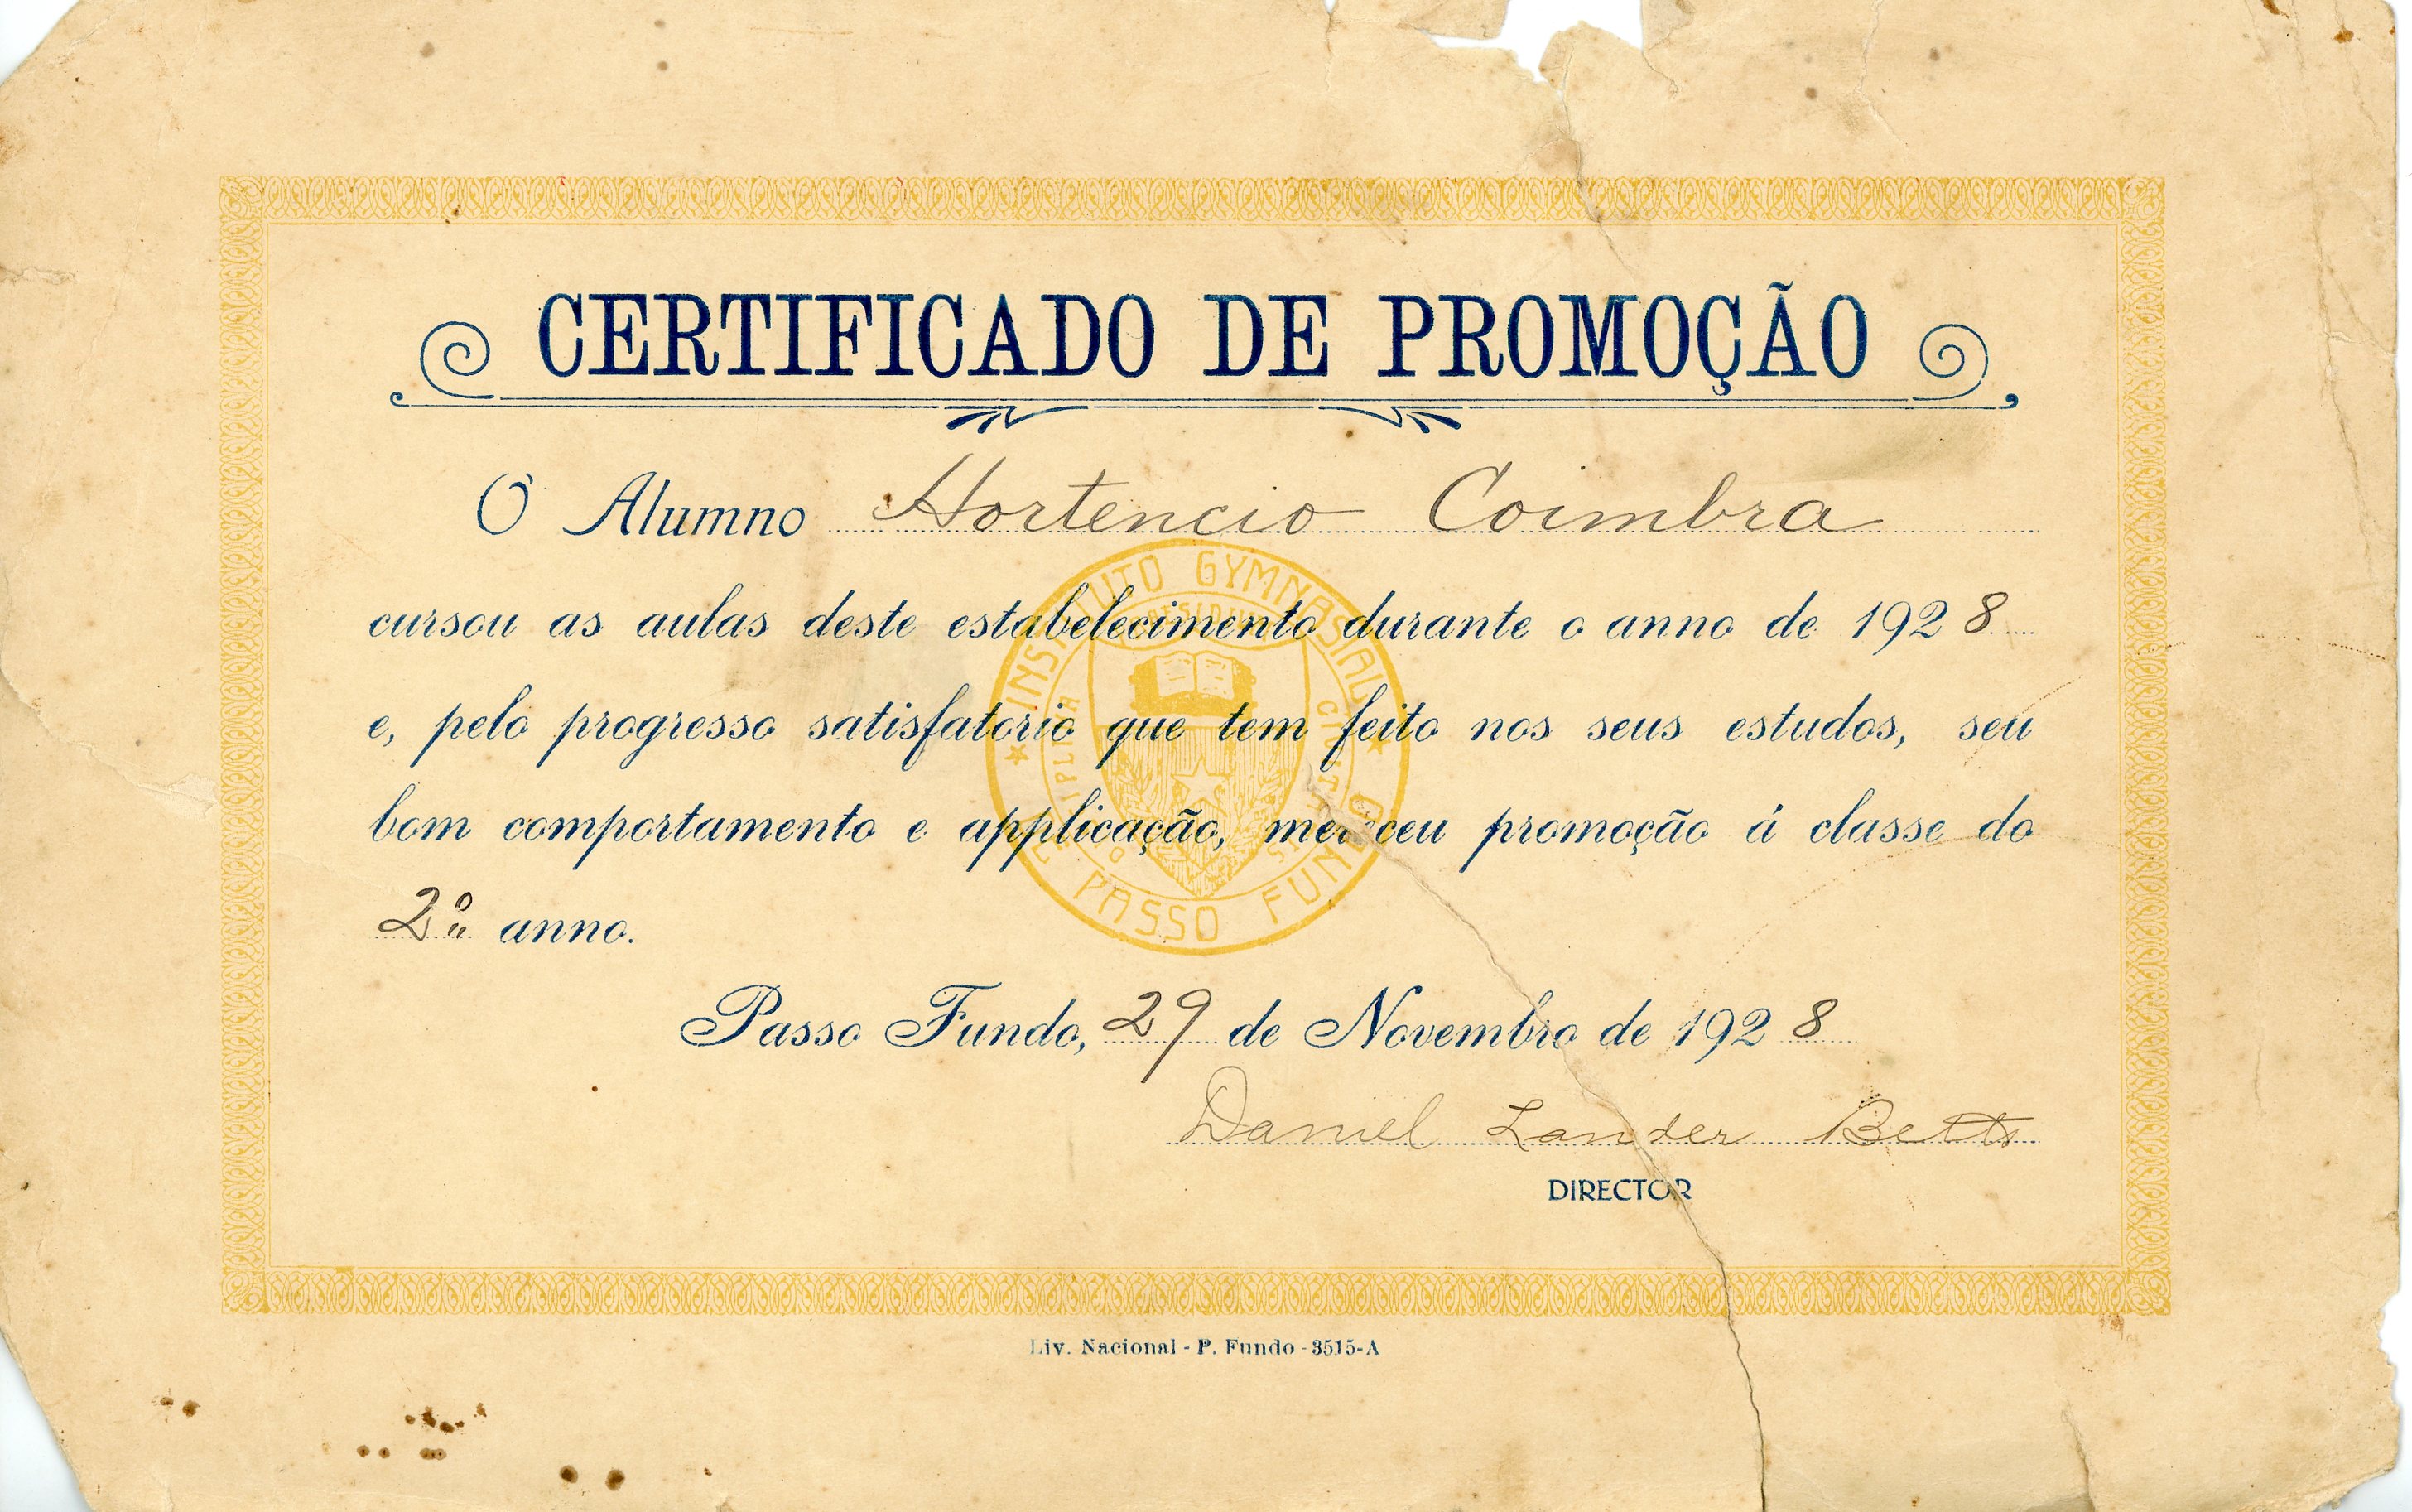 CERTIFICADO DE PROMOÇÃO
O Alumno Hortencio Coimbra
cursou as aulas deste estabelecimento durante o anno de 1928
e, pelo progresso satisfatorio que tem feito nos seus estudos, seu
bom comportamento e applicação, mereceu promoção á classe do
2º anno.
Passo Fundo, 29 de Novembro de 1928
Daniel Lander Betts
DIRECTOR
Liv. Nacional - P. Fundo - 3515-A
INSTITUTO GYMNASIAL
PASSO FUNDO